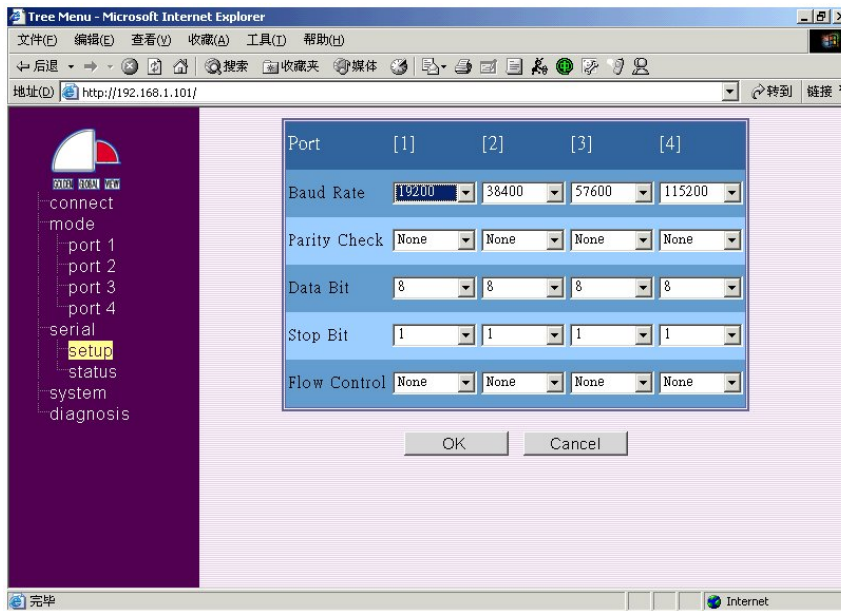 Tree Menu - Microsoft Internet Explorer
文件(F) 编辑(E) 查看(V) 收藏(A) 工具(T) 帮助(H)
后退 搜索 收藏夹 媒体
地址(D) http://192.168.1.101/ 转到 链接
GOLDEN GLOBAL VIEW
connect
mode
port 1
port 2
port 3
port 4
serial
setup
status
system
diagnosis
Port [1] [2] [3] [4]
Baud Rate 19200 38400 57600 115200
Parity Check None None None None
Data Bit 8 8 8 8
Stop Bit 1 1 1 1
Flow Control None None None None
OK Cancel
完毕 Internet